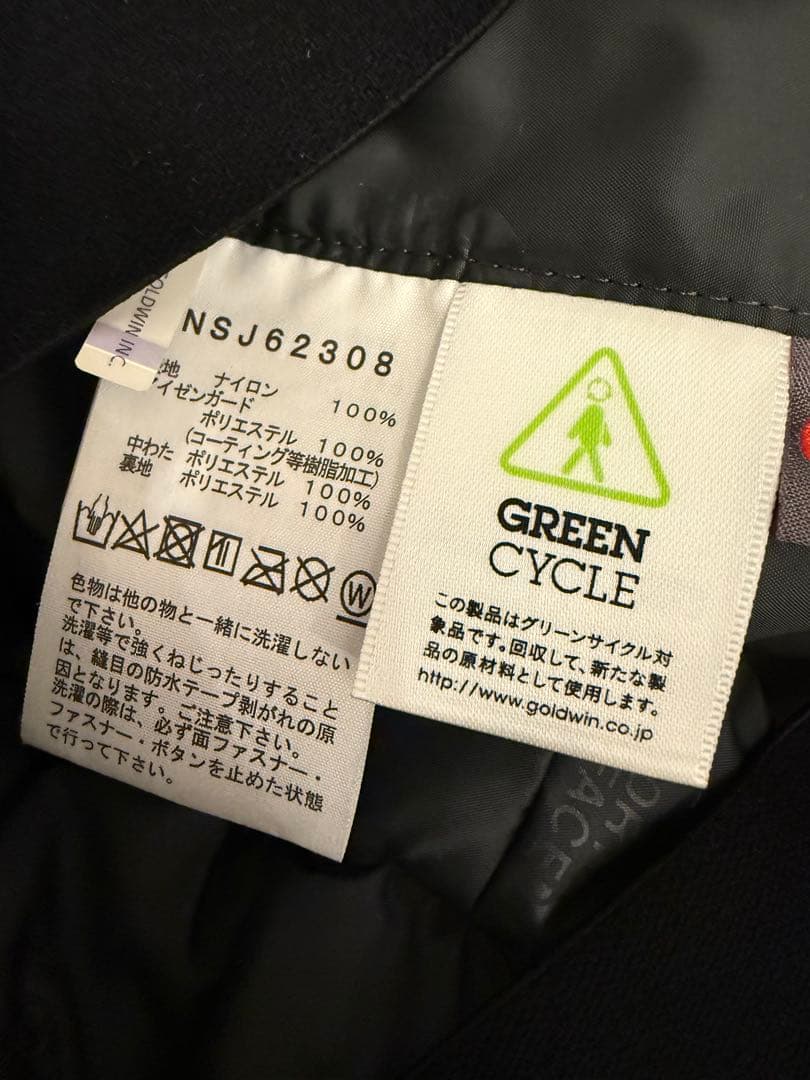 GOLDWIN INC
NSJ62308
地 ナイロン 100%
イゼンガード
ポリエステル 100%
(コーティング等樹脂加工)
中わた ポリエステル 100%
裏地 ポリエステル 100%
W
色物は他の物と一緒に洗濯しない
で下さい。
洗濯等で強くねじったりすること
は、縫目の防水テープ剥がれの原
因となります。ご注意下さい。
洗濯の際は、必ず面ファスナー・
ファスナー・ボタンを止めた状態
で行って下さい。
GREEN
CYCLE
この製品はグリーンサイクル対
象品です。回収して、新たな製
品の原材料として使用します。
http://www.goldwin.co.jp
FACE